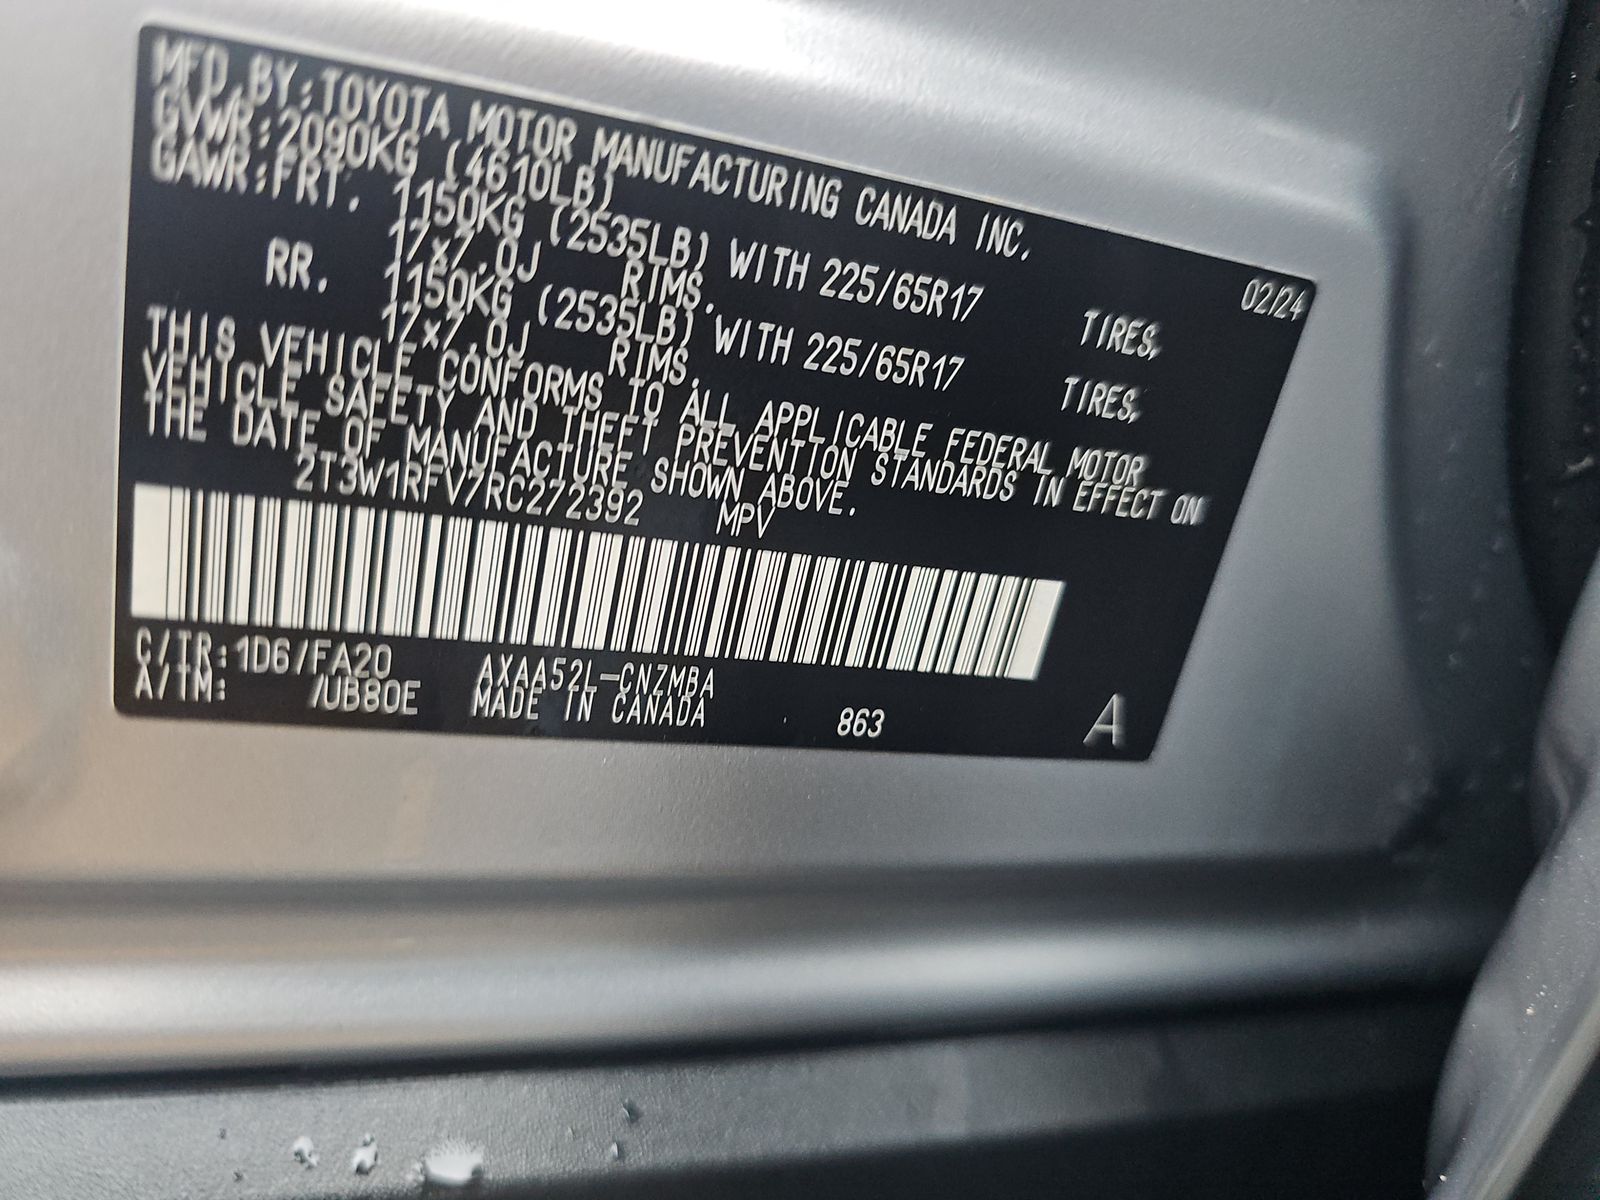 MFD.BY:TOYOTA MOTOR MANUFACTURING CANADA INC. 02/24
GVWR:2090KG (4610LB)
GAWR:FRT. 1150KG (2535LB) WITH 225/65R17 TIRES,
17x7.0J RIMS.
RR. 1150KG (2535LB) WITH 225/65R17 TIRES,
17x7.0J RIMS.
THIS VEHICLE CONFORMS TO ALL APPLICABLE FEDERAL MOTOR
VEHICLE SAFETY AND THEFT PREVENTION STANDARDS IN EFFECT ON
THE DATE OF MANUFACTURE SHOWN ABOVE.
2T3W1RFV7RC272392 MPV
C/TR:1D6/FA20 AXAA52L-CNZMBA
A/TM: /UB80E MADE IN CANADA 863 A